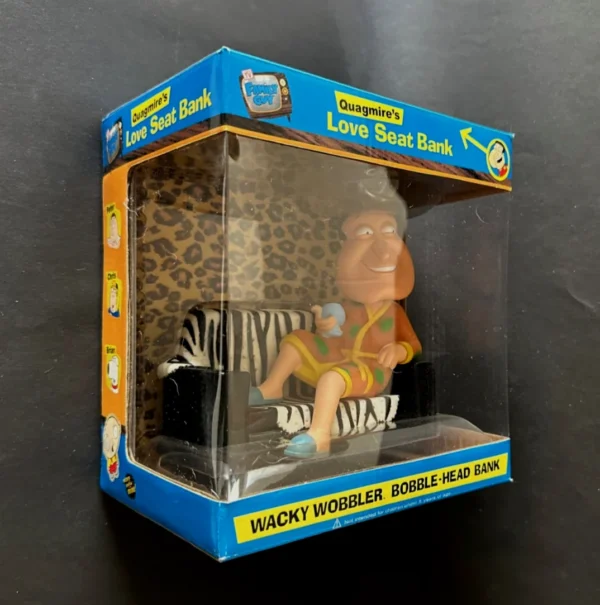 Quagmire's
Love Seat Bank
FAMILY
GUY
Quagmire's
Love Seat Bank
WACKY WOBBLER. BOBBLE-HEAD BANK